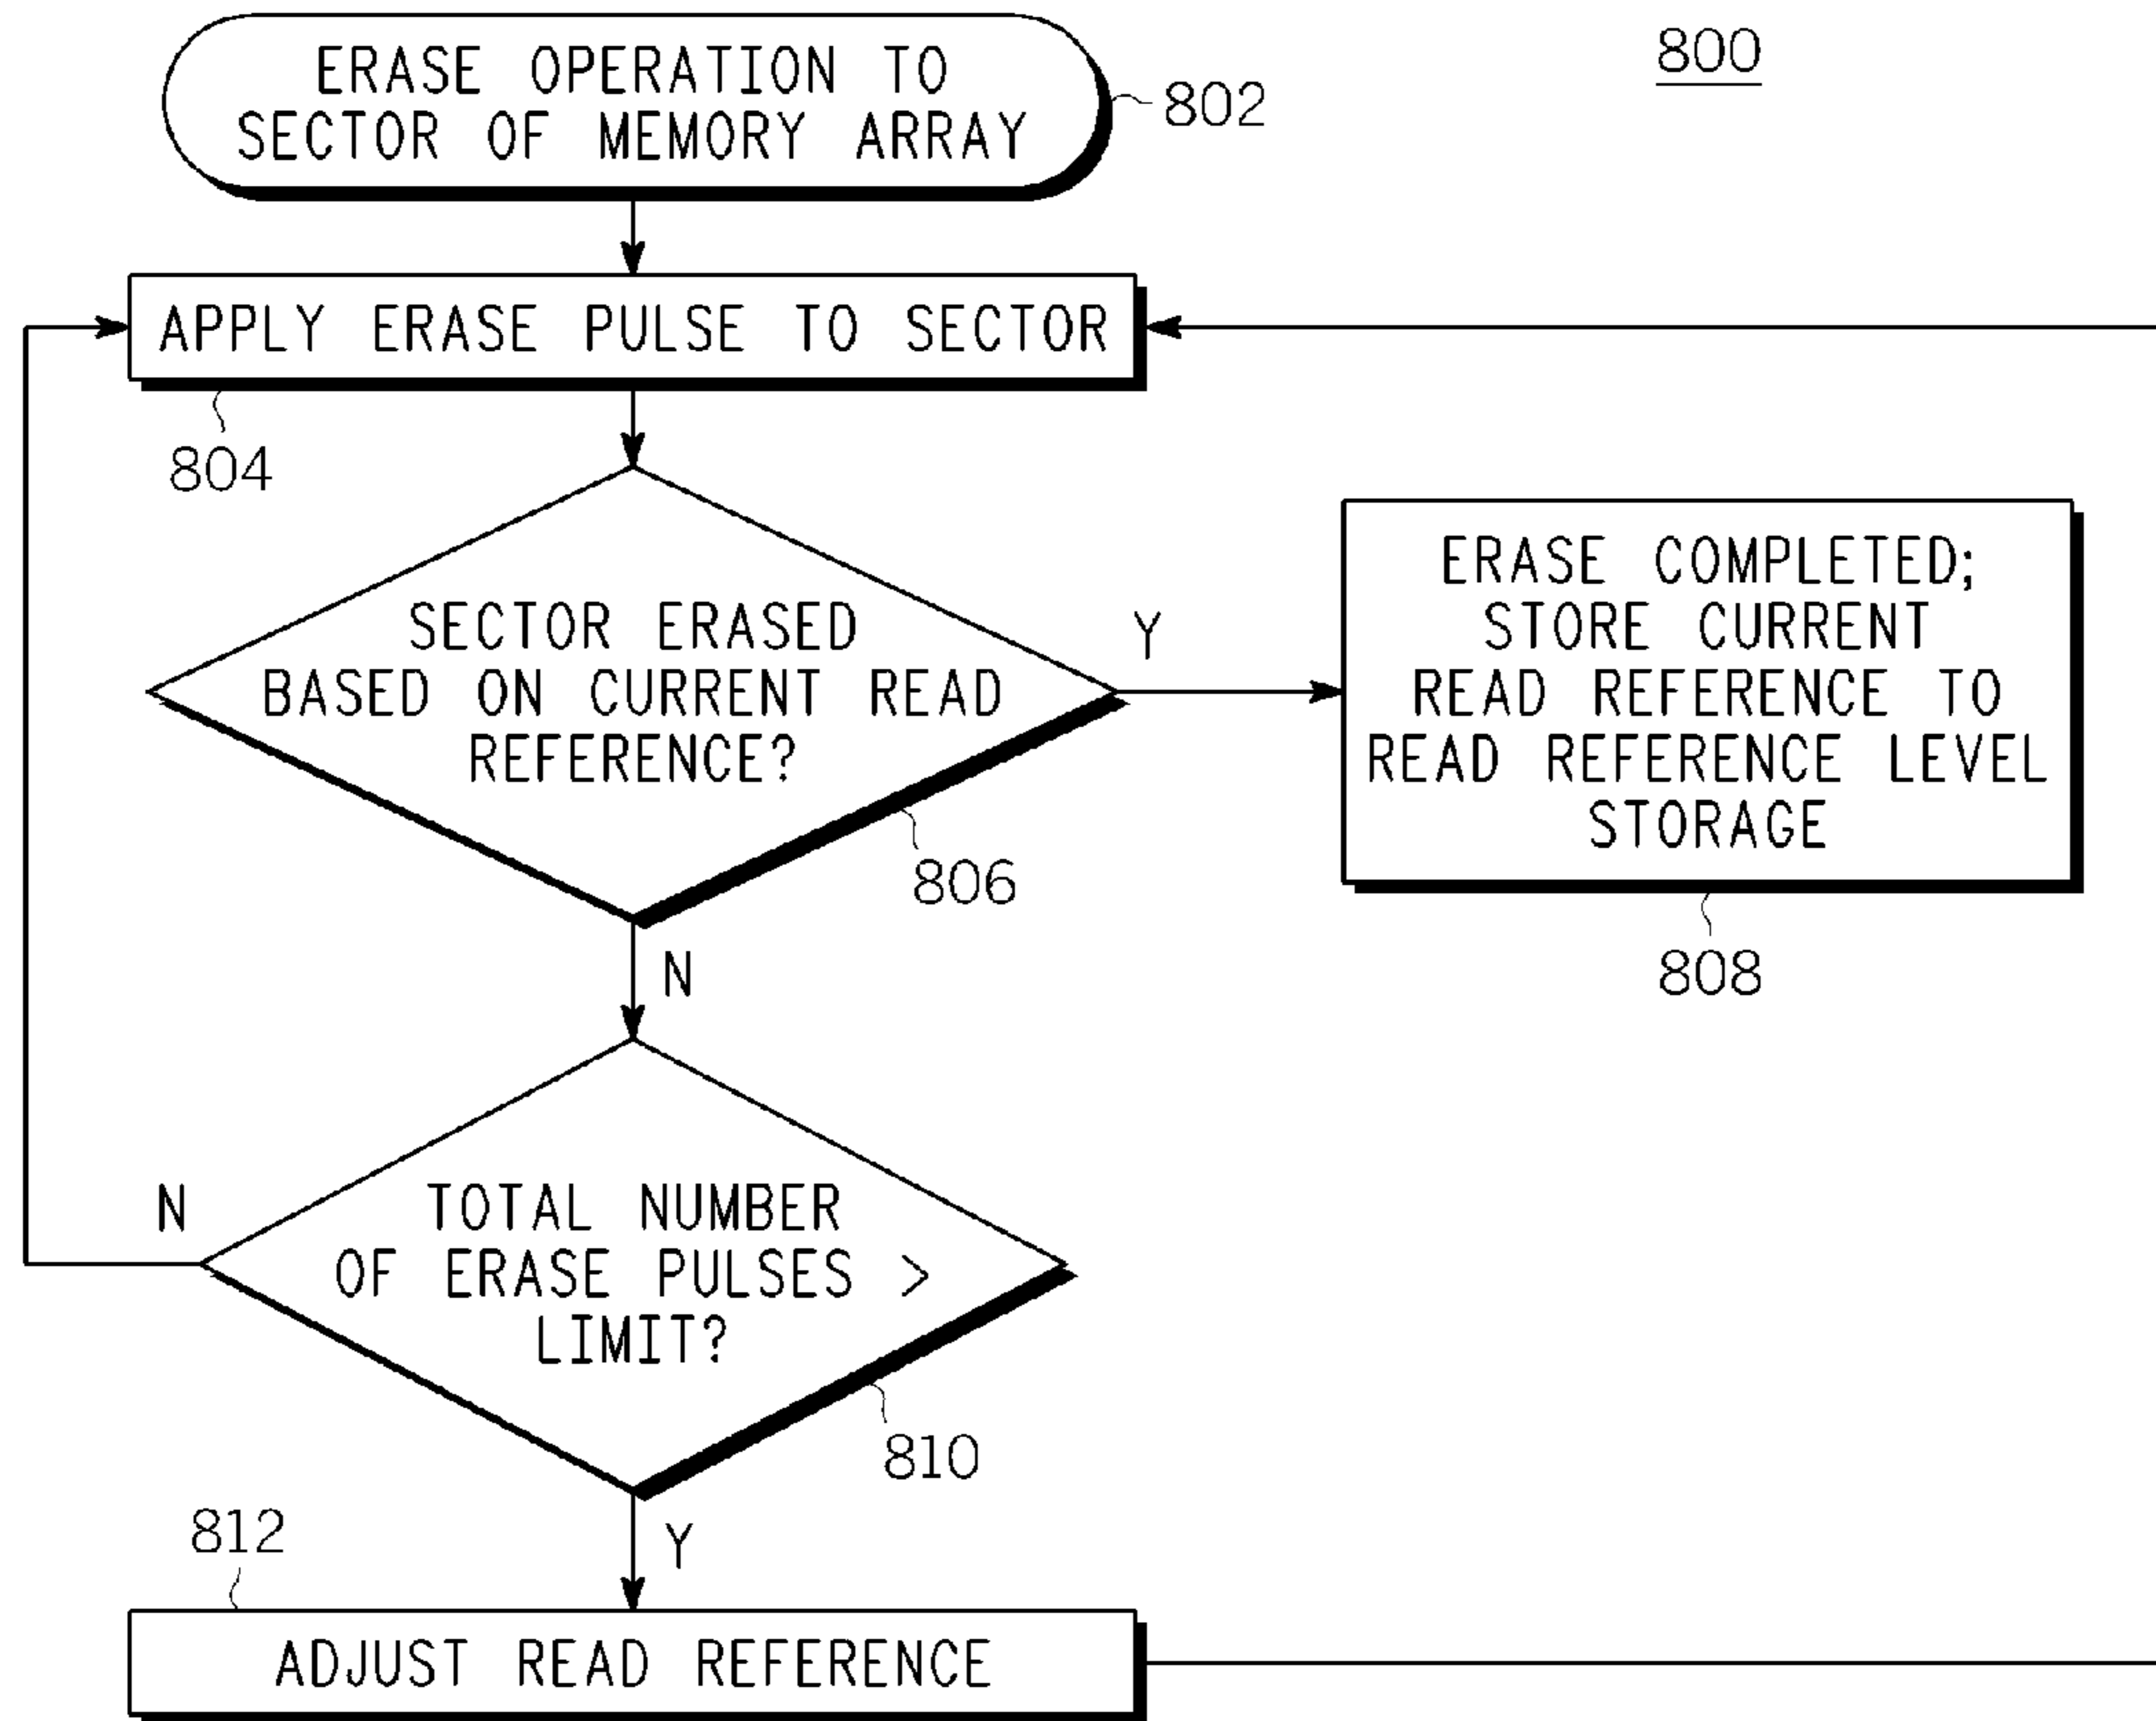 800
ERASE OPERATION TO
SECTOR OF MEMORY ARRAY
802
APPLY ERASE PULSE TO SECTOR
804
SECTOR ERASED
BASED ON CURRENT READ
REFERENCE?
806
Y
ERASE COMPLETED;
STORE CURRENT
READ REFERENCE TO
READ REFERENCE LEVEL
STORAGE
808
N
TOTAL NUMBER
OF ERASE PULSES >
LIMIT?
810
N
Y
812
ADJUST READ REFERENCE